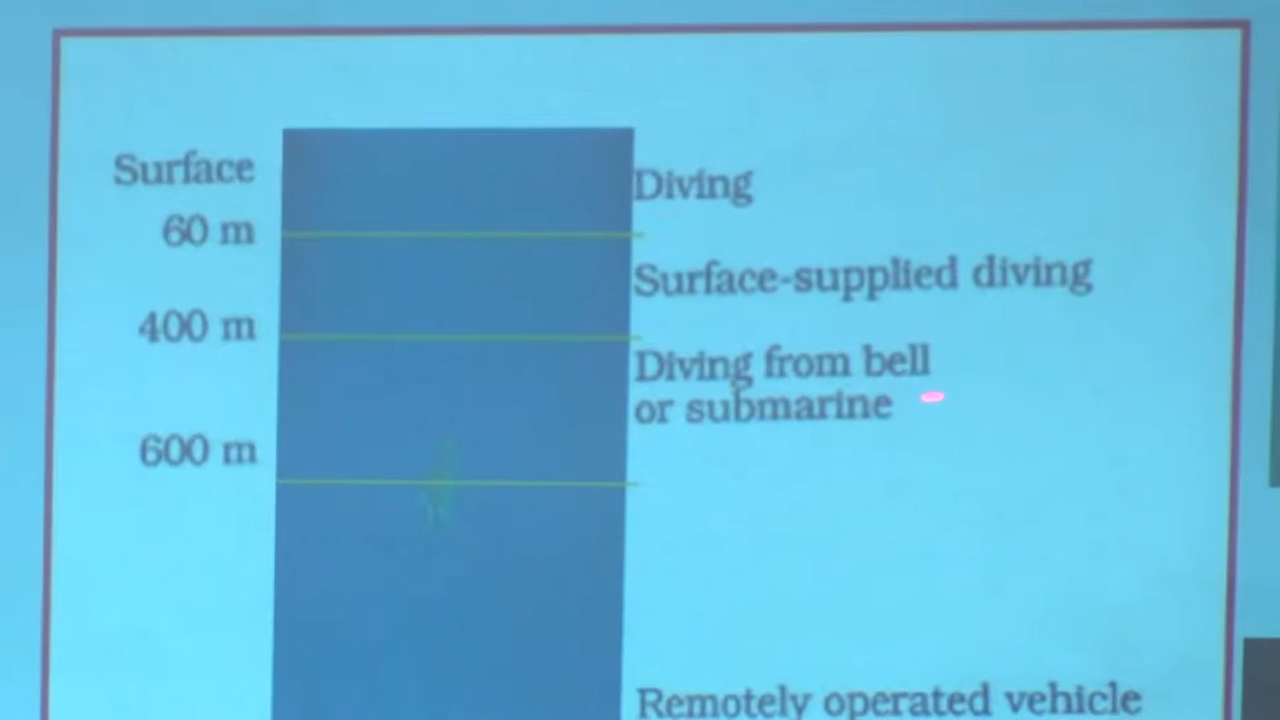 Surface
Diving
60 m
Surface-supplied diving
400 m
Diving from bell
or submarine
600 m
Remotely operated vehicle